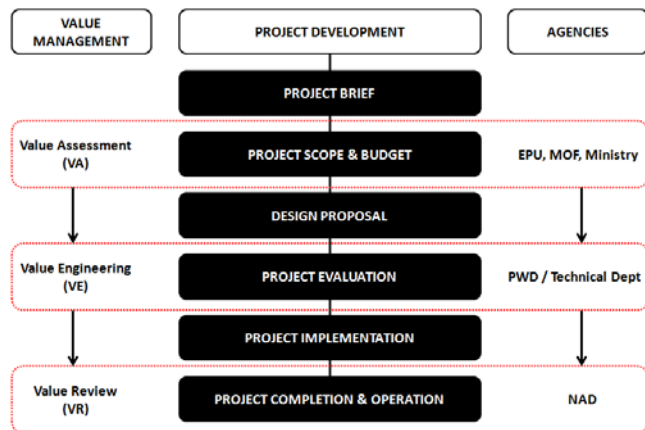 VALUE
MANAGEMENT
PROJECT DEVELOPMENT
AGENCIES
PROJECT BRIEF
Value Assessment
(VA)
PROJECT SCOPE & BUDGET
EPU, MOF, Ministry
DESIGN PROPOSAL
Value Engineering
(VE)
PROJECT EVALUATION
PWD / Technical Dept
PROJECT IMPLEMENTATION
Value Review
(VR)
PROJECT COMPLETION & OPERATION
NAD